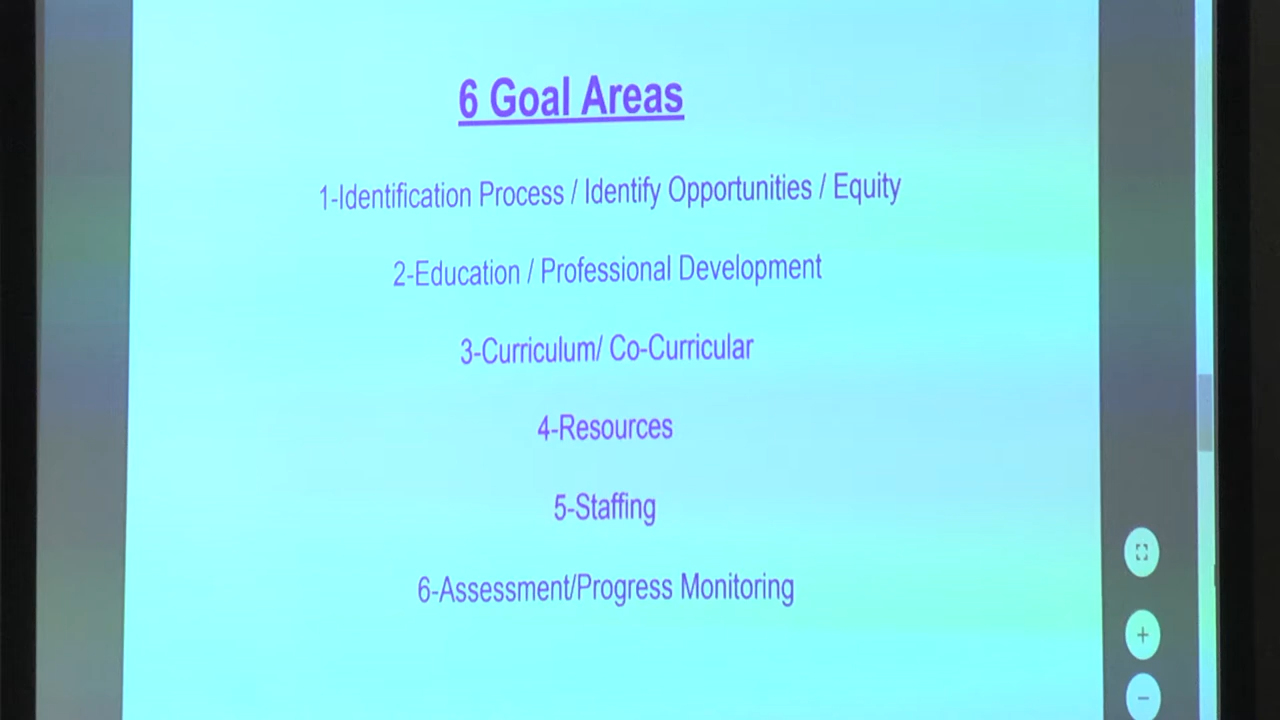 6 Goal Areas
1-Identification Process / Identify Opportunities / Equity
2-Education / Professional Development
3-Curriculum/ Co-Curricular
4-Resources
5-Staffing
6-Assessment/Progress Monitoring